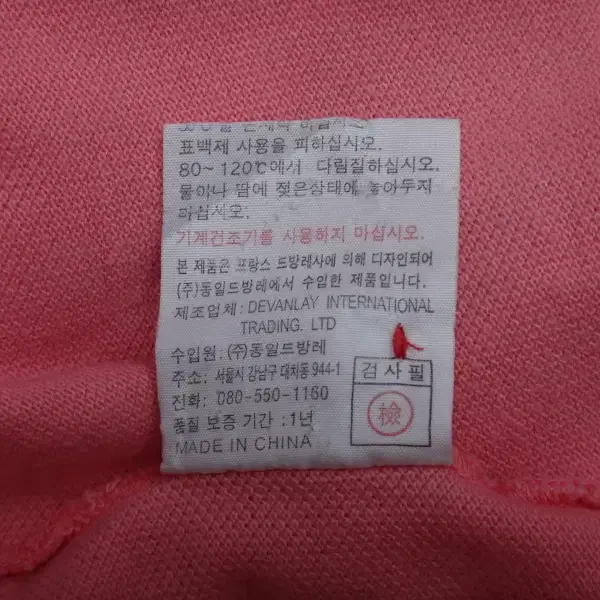 표백제 사용을 피하십시오.
80~120℃에서 다림질하십시오.
물이나 땀에 젖은상태에 놓아두지
마십시오.
기계건조기를 사용하지 마십시오.
본 제품은 프랑스 드방레사에 의해 디자인되어
(주)동일드방레에서 수입한 제품입니다.
제조업체: DEVANLAY INTERNATIONAL
TRADING. LTD
수입원: (주)동일드방레
주소: 서울시 강남구 대치동 944-1
전화: 080-550-1160
품질 보증 기간 : 1년
MADE IN CHINA
검사필
檢